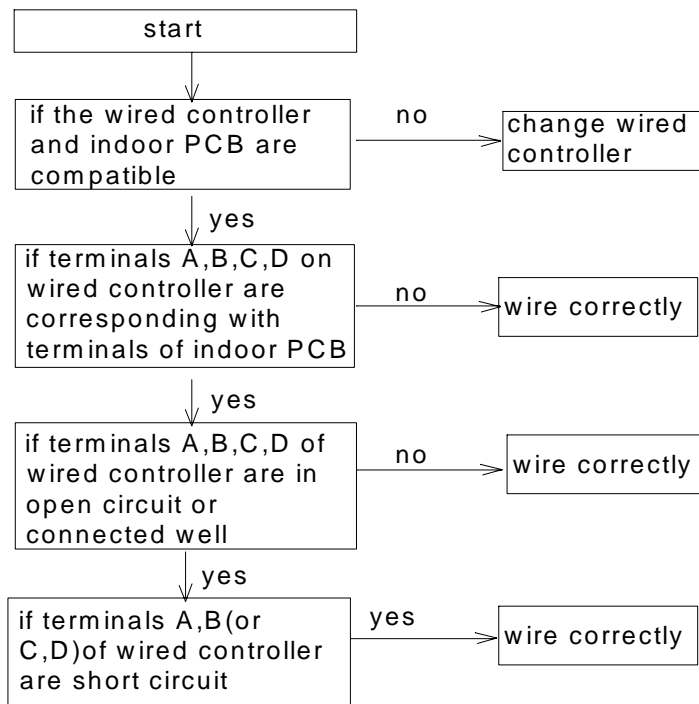 start
if the wired controller
and indoor PCB are
compatible
no
change wired
controller
yes
if terminals A,B,C,D on
wired controller are
corresponding with
terminals of indoor PCB
no
wire correctly
yes
if terminals A,B,C,D of
wired controller are in
open circuit or
connected well
no
wire correctly
yes
if terminals A,B(or
C,D)of wired controller
are short circuit
yes
wire correctly